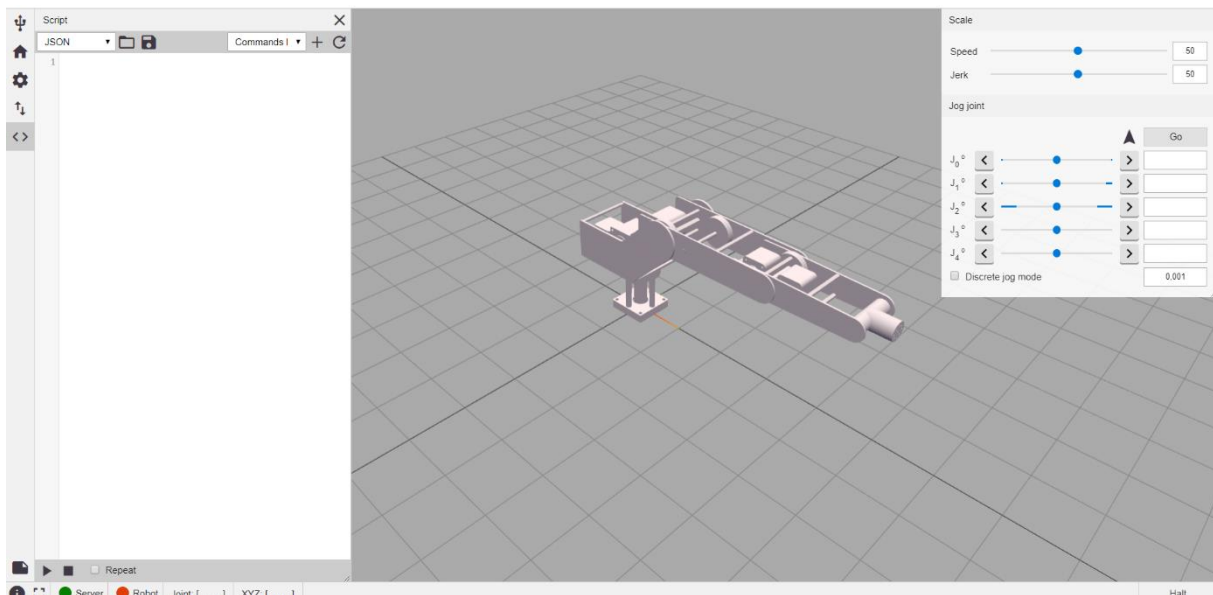 Script
JSON
Commands l
1
Repeat
Scale
Speed 50
Jerk 50
Jog joint
Go
J0 °
J1 °
J2 °
J3 °
J4 °
Discrete jog mode 0.001
Server Robot Joint: [ ] XYZ: [ ] Halt